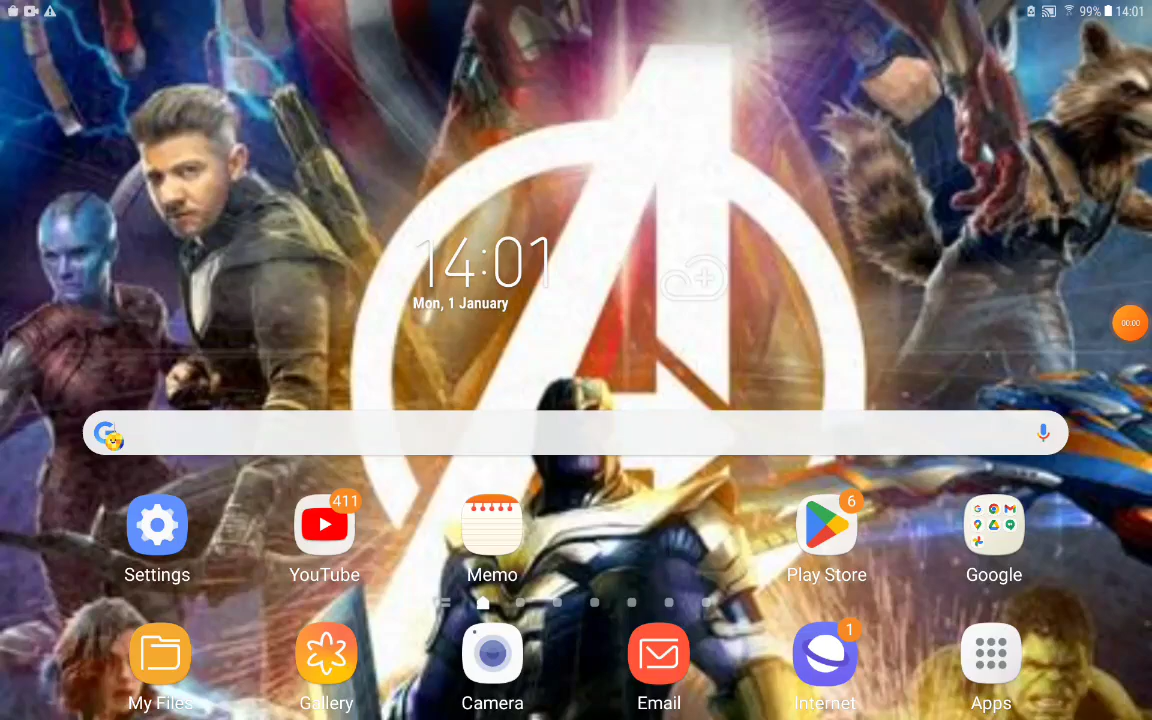 99% 14:01
14:01
Mon, 1 January
00:00
411
6
Settings
YouTube
Memo
Play Store
Google
1
My Files
Gallery
Camera
Email
Internet
Apps